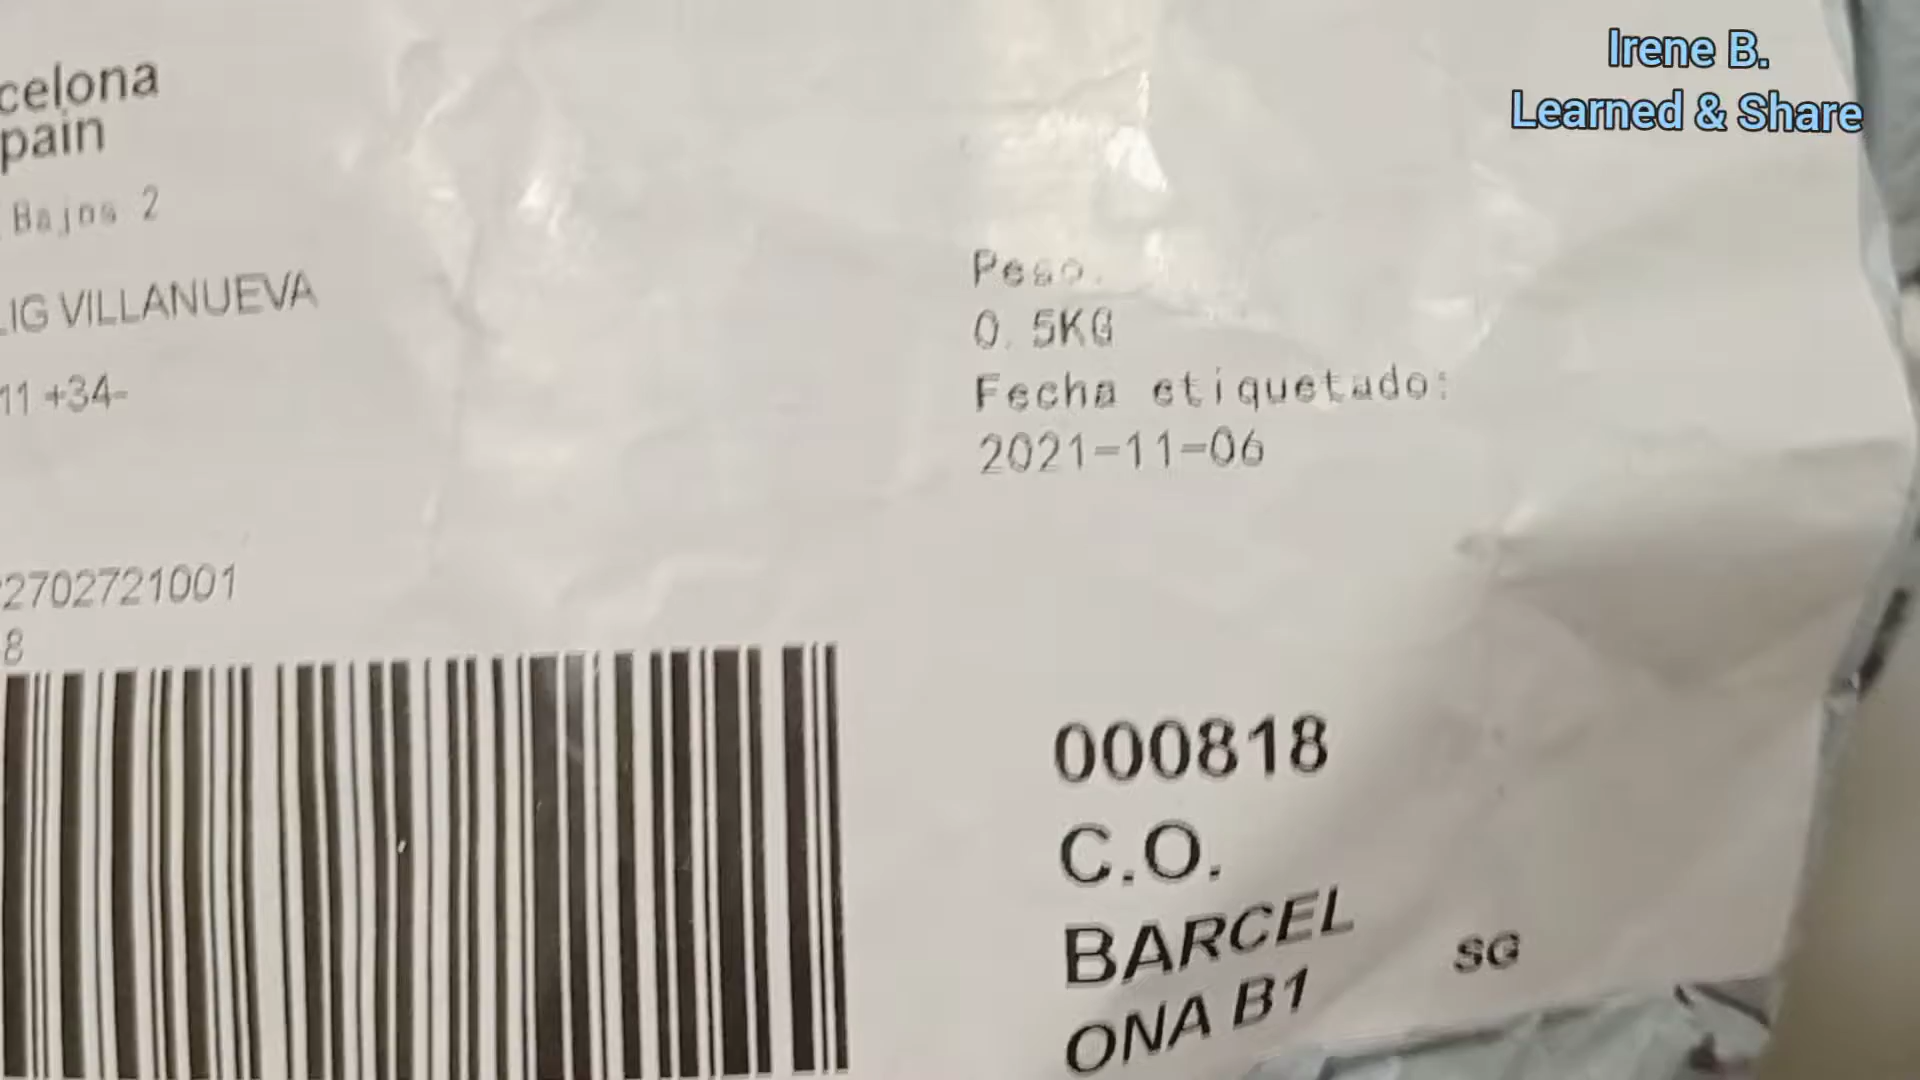 Irene B.
Learned & Share
celona
pain
Bajos 2
LIG VILLANUEVA
11 +34-
2702721001
8
Peso.
0.5KG
Fecha etiquetado:
2021-11-06
000818
C.O.
BARCEL
ONA B1
SG